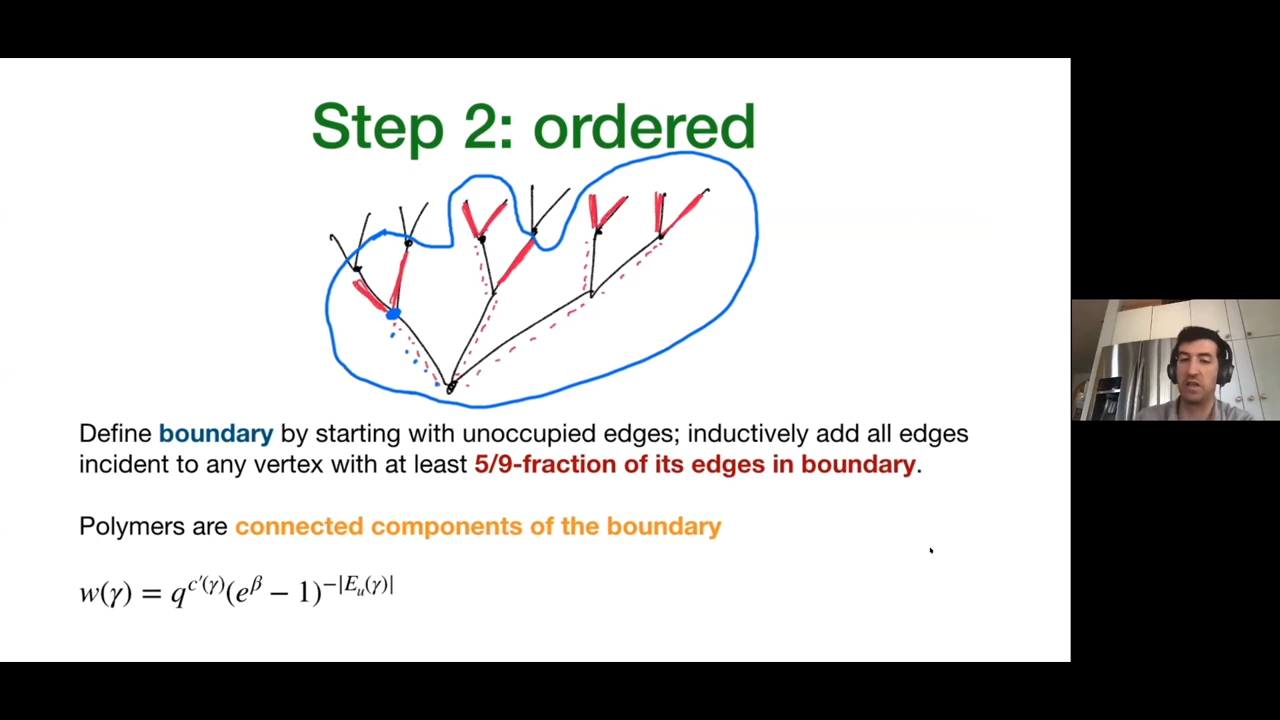 Step 2: ordered
Define boundary by starting with unoccupied edges; inductively add all edges
incident to any vertex with at least 5/9-fraction of its edges in boundary.
Polymers are connected components of the boundary
w(γ) = q^{c′(γ)}(e^β − 1)^{−|E_u(γ)|}